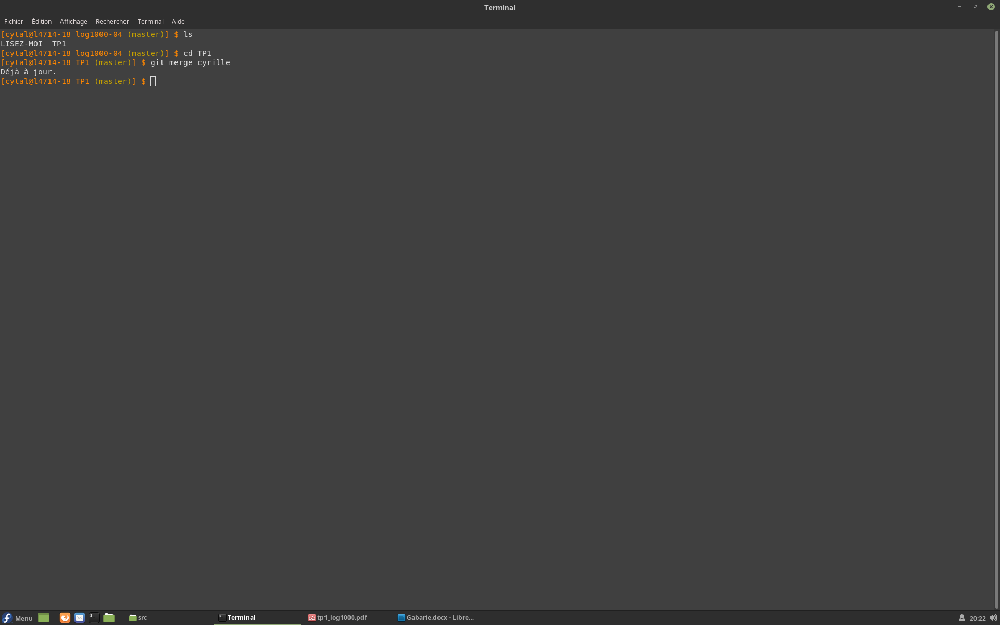 Terminal
Fichier Édition Affichage Rechercher Terminal Aide
[cytal@l4714-18 log1000-04 (master)] $ ls
LISEZ-MOI  TP1
[cytal@l4714-18 log1000-04 (master)] $ cd TP1
[cytal@l4714-18 TP1 (master)] $ git merge cyrille
Déjà à jour.
[cytal@l4714-18 TP1 (master)] $
Menu src Terminal tp1_log1000.pdf Gabarie.docx - Libre... 20:22